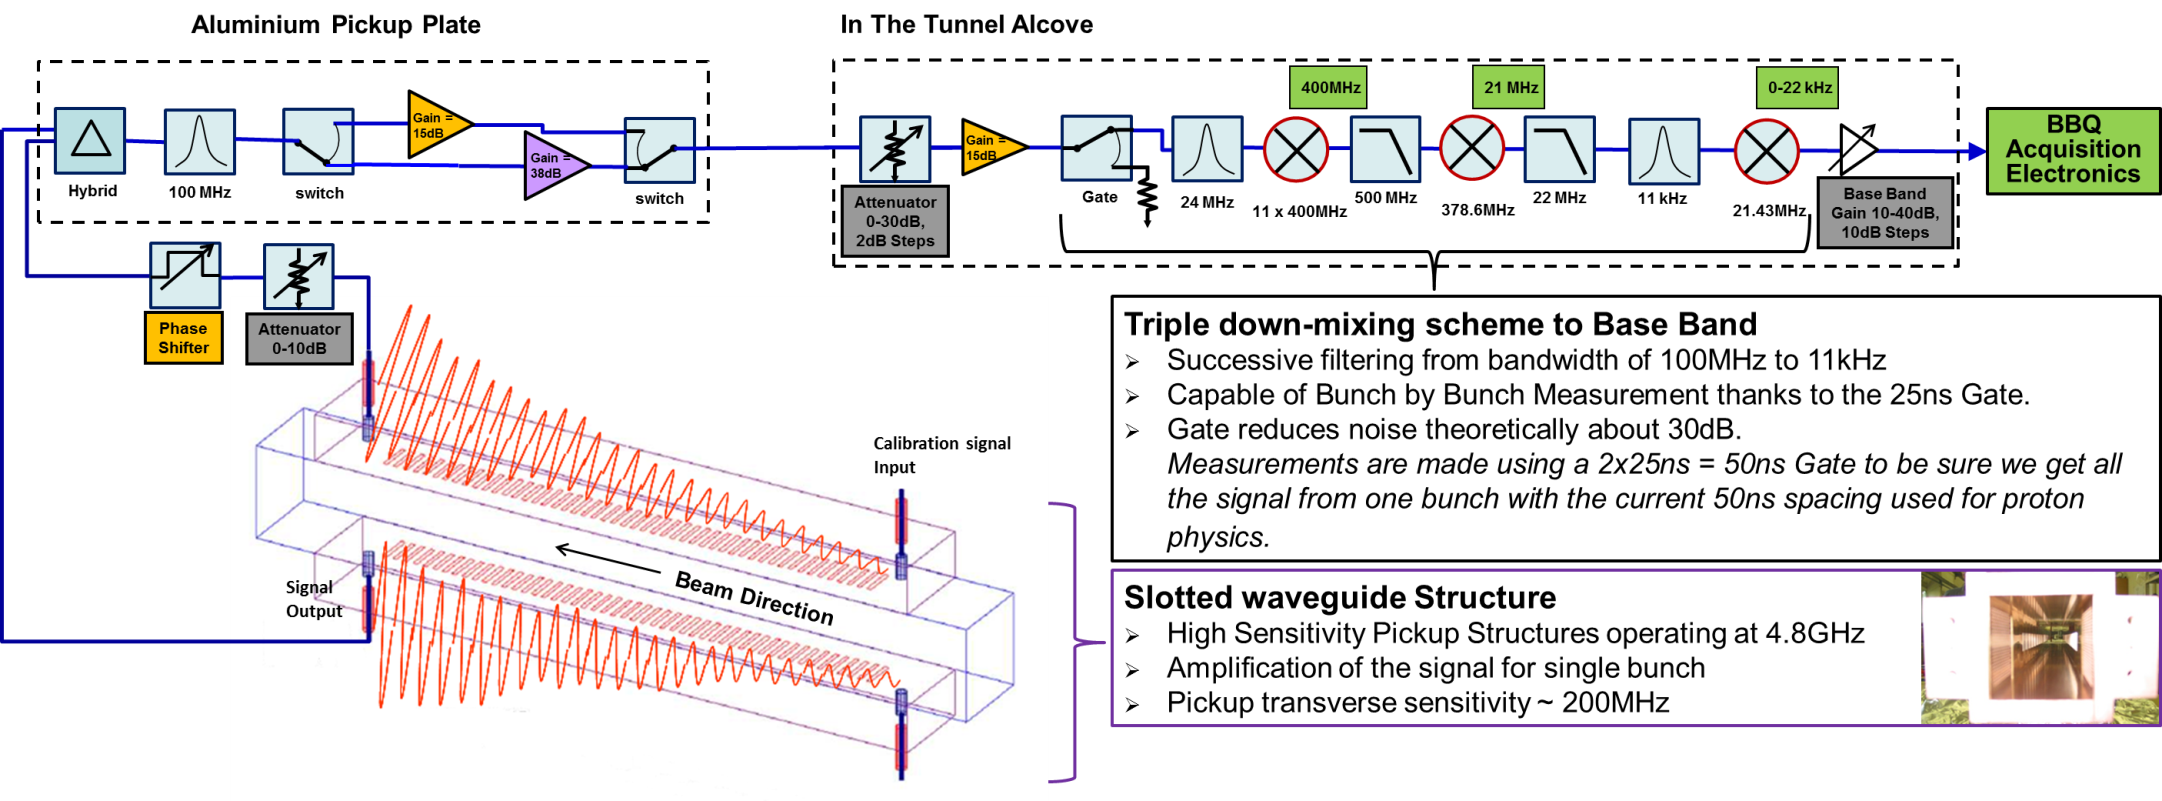 Aluminium Pickup Plate
In The Tunnel Alcove
Hybrid
100 MHz
switch
Gain =
15dB
Gain =
38dB
switch
Attenuator
0-30dB,
2dB Steps
Gain =
15dB
Gate
24 MHz
400MHz
11 x 400MHz
500 MHz
21 MHz
378.6MHz
22 MHz
11 kHz
0-22 kHz
21.43MHz
Base Band
Gain 10-40dB,
10dB Steps
BBQ
Acquisition
Electronics
Phase
Shifter
Attenuator
0-10dB
Calibration signal
Input
Beam Direction
Signal
Output
Triple down-mixing scheme to Base Band
➢ Successive filtering from bandwidth of 100MHz to 11kHz
➢ Capable of Bunch by Bunch Measurement thanks to the 25ns Gate.
➢ Gate reduces noise theoretically about 30dB.
Measurements are made using a 2x25ns = 50ns Gate to be sure we get all
the signal from one bunch with the current 50ns spacing used for proton
physics.
Slotted waveguide Structure
➢ High Sensitivity Pickup Structures operating at 4.8GHz
➢ Amplification of the signal for single bunch
➢ Pickup transverse sensitivity ~ 200MHz